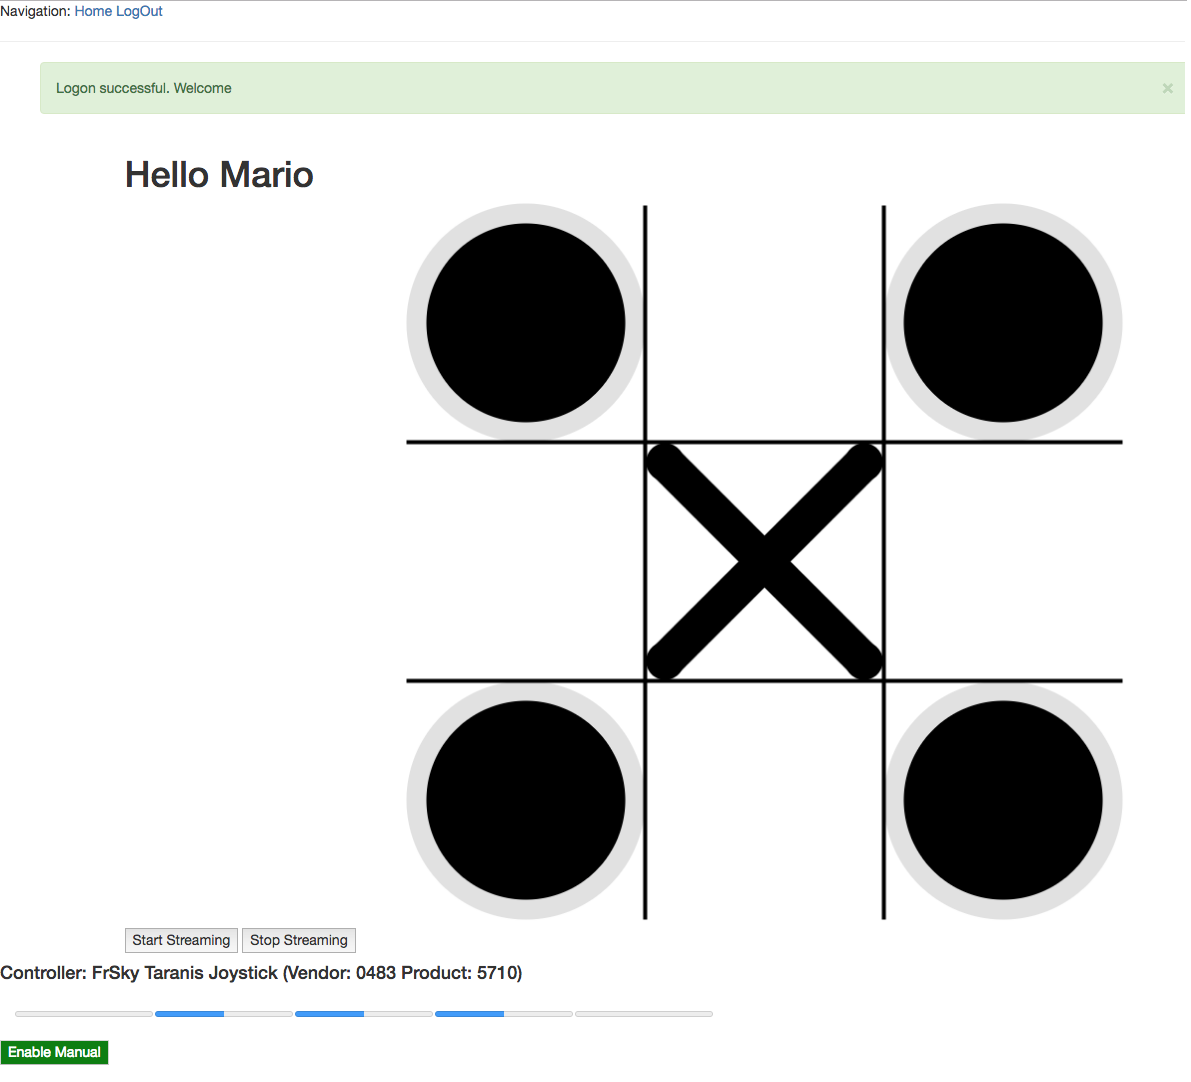 Navigation: Home LogOut
Logon successful. Welcome ×
Hello Mario
Start Streaming Stop Streaming
Controller: FrSky Taranis Joystick (Vendor: 0483 Product: 5710)
Enable Manual